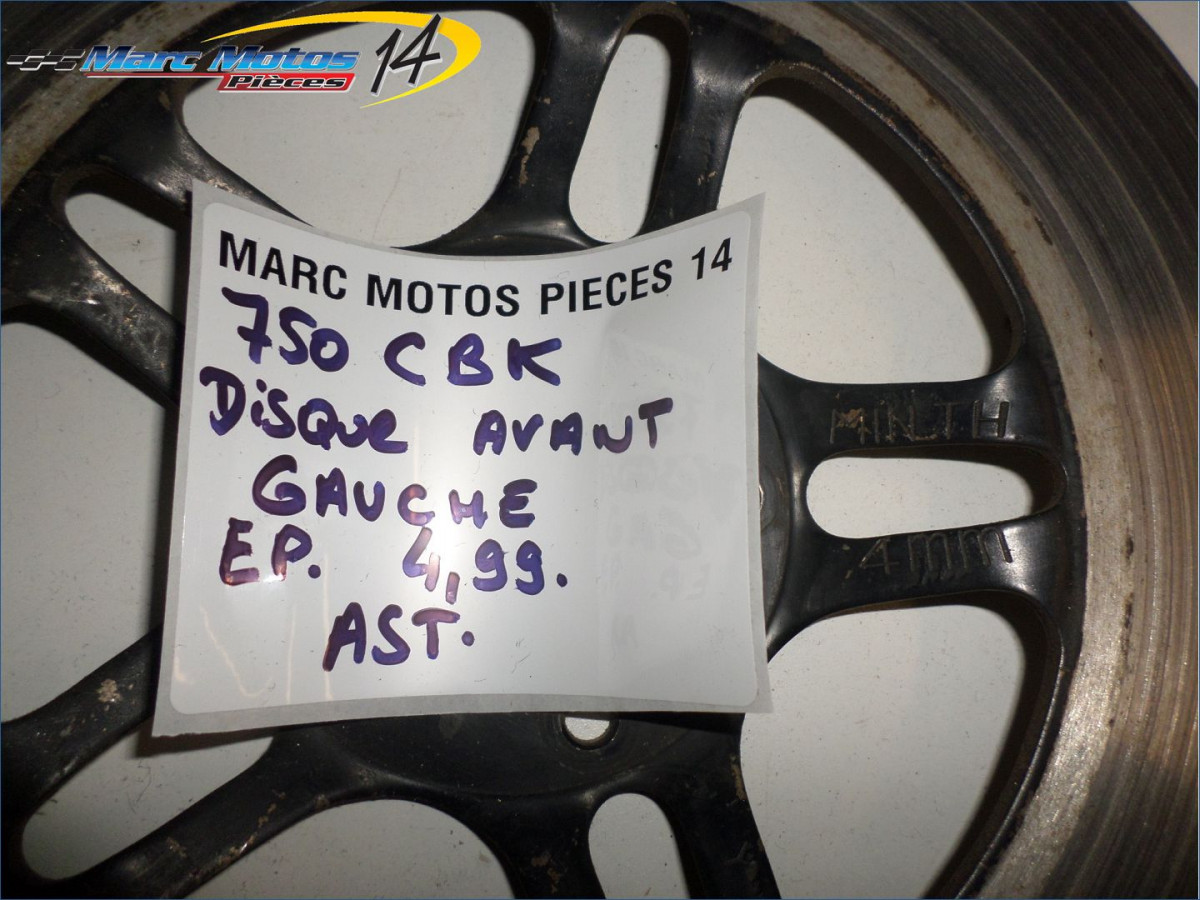 Marc Motos 14
Pièces
MARC MOTOS PIECES 14
750 CBK
DISQUE AVANT
GAUCHE
EP. 4,99.
AST.
MIN.TH
4mm